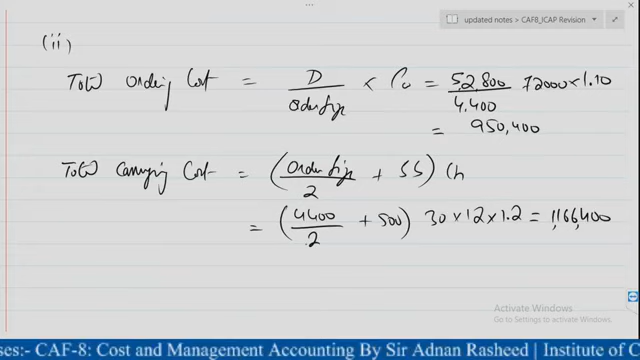 updated notes > CAF8_ICAP Revision
(ii)
Total Ordering Cost = D / Order size × Co = 52,800 / 4,400 72000 × 1.10
= 950,400
Total Carrying Cost = (Order size / 2 + SS) Ch
= (4400 / 2 + 500) 30 × 12 × 1.2 = 1,166,400
Activate Windows
Go to Settings to activate Windows.
ses:- CAF-8: Cost and Management Accounting By Sir Adnan Rasheed | Institute of G